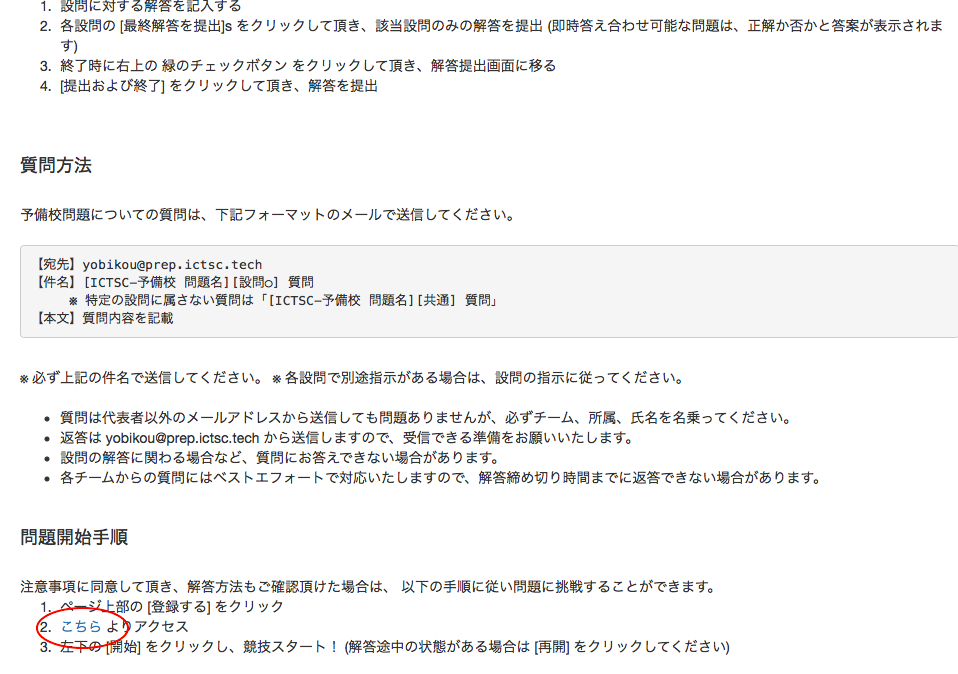 1. 設問に対する解答を記入する
2. 各設問の [最終解答を提出]s をクリックして頂き、該当設問のみの解答を提出 (即時答え合わせ可能な問題は、正解か否かと答案が表示されま
す)
3. 終了時に右上の 緑のチェックボタン をクリックして頂き、解答提出画面に移る
4. [提出および終了] をクリックして頂き、解答を提出
質問方法
予備校問題についての質問は、下記フォーマットのメールで送信してください。
【宛先】yobikou@prep.ictsc.tech
【件名】[ICTSC−予備校 問題名][設問○] 質問
※ 特定の設問に属さない質問は「[ICTSC−予備校 問題名][共通] 質問」
【本文】質問内容を記載
※ 必ず上記の件名で送信してください。 ※ 各設問で別途指示がある場合は、設問の指示に従ってください。
• 質問は代表者以外のメールアドレスから送信しても問題ありませんが、必ずチーム、所属、氏名を名乗ってください。
• 返答は yobikou@prep.ictsc.tech から送信しますので、受信できる準備をお願いいたします。
• 設問の解答に関わる場合など、質問にお答えできない場合があります。
• 各チームからの質問にはベストエフォートで対応いたしますので、解答締め切り時間までに返答できない場合があります。
問題開始手順
注意事項に同意して頂き、解答方法もご確認頂けた場合は、 以下の手順に従い問題に挑戦することができます。
1. ページ上部の [登録する] をクリック
2. こちら よりアクセス
3. 左下の [開始] をクリックし、競技スタート！ (解答途中の状態がある場合は [再開] をクリックしてください)